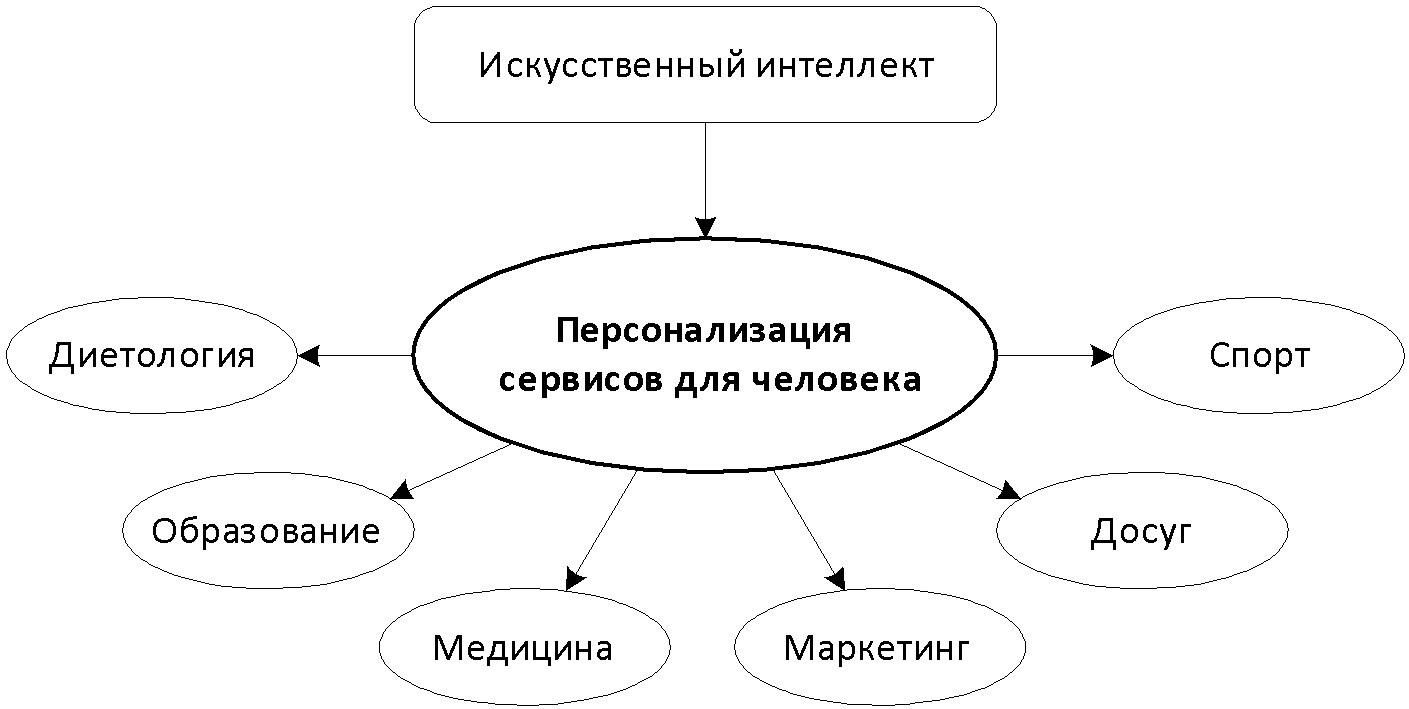 Искусственный интеллект
Персонализация
сервисов для человека
Диетология
Спорт
Образование
Досуг
Медицина
Маркетинг